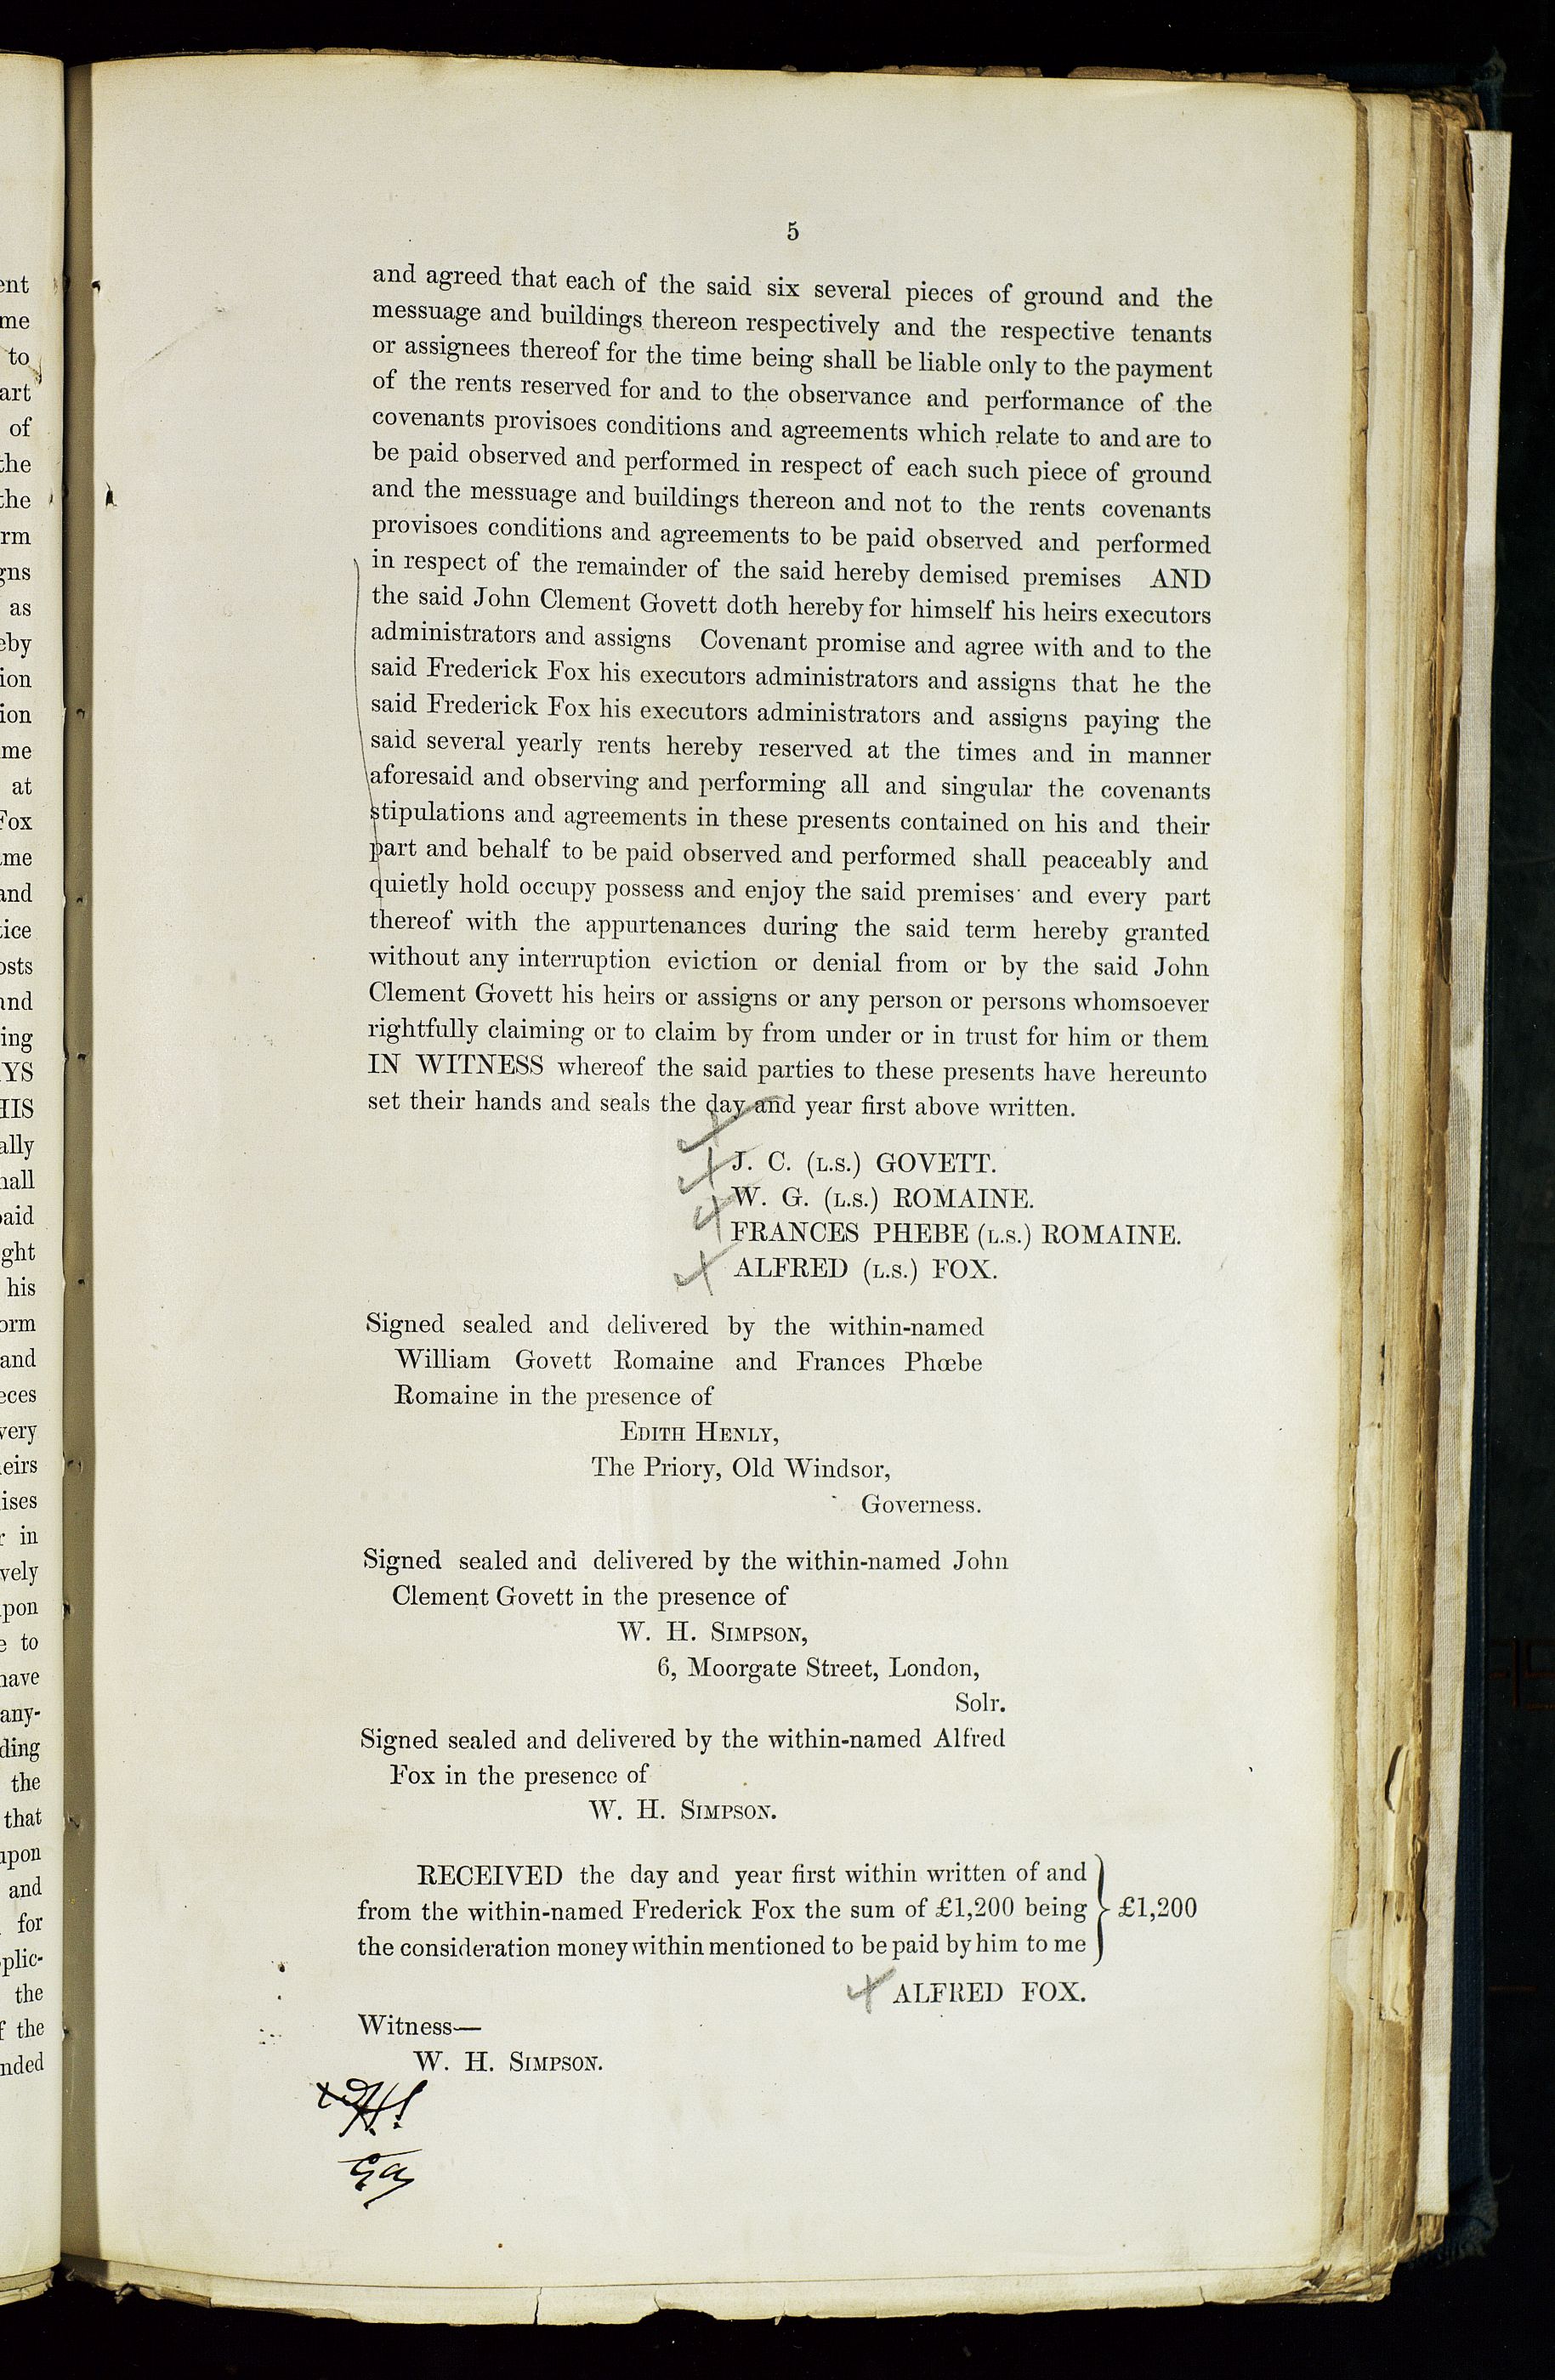 5
and agreed that each of the said six several pieces of ground and the
messuage and buildings thereon respectively and the respective tenants
or assignees thereof for the time being shall be liable only to the payment
of the rents reserved for and to the observance and performance of the
covenants provisoes conditions and agreements which relate to and are to
be paid observed and performed in respect of each such piece of ground
and the messuage and buildings thereon and not to the rents covenants
provisoes conditions and agreements to be paid observed and performed
in respect of the remainder of the said hereby demised premises AND
the said John Clement Govett doth hereby for himself his heirs executors
administrators and assigns Covenant promise and agree with and to the
said Frederick Fox his executors administrators and assigns that he the
said Frederick Fox his executors administrators and assigns paying the
said several yearly rents hereby reserved at the times and in manner
aforesaid and observing and performing all and singular the covenants
stipulations and agreements in these presents contained on his and their
part and behalf to be paid observed and performed shall peaceably and
quietly hold occupy possess and enjoy the said premises and every part
thereof with the appurtenances during the said term hereby granted
without any interruption eviction or denial from or by the said John
Clement Govett his heirs or assigns or any person or persons whomsoever
rightfully claiming or to claim by from under or in trust for him or them
IN WITNESS whereof the said parties to these presents have hereunto
set their hands and seals the day and year first above written.
J. C. (L.S.) GOVETT.
W. G. (L.S.) ROMAINE.
FRANCES PHEBE (L.S.) ROMAINE.
ALFRED (L.S.) FOX.
Signed sealed and delivered by the within-named
William Govett Romaine and Frances Phœbe
Romaine in the presence of
EDITH HENLY,
The Priory, Old Windsor,
Governess.
Signed sealed and delivered by the within-named John
Clement Govett in the presence of
W. H. SIMPSON,
6, Moorgate Street, London,
Solr.
Signed sealed and delivered by the within-named Alfred
Fox in the presence of
W. H. SIMPSON.
RECEIVED the day and year first within written of and
from the within-named Frederick Fox the sum of £1,200 being } £1,200
the consideration money within mentioned to be paid by him to me
ALFRED FOX.
Witness—
W. H. SIMPSON.